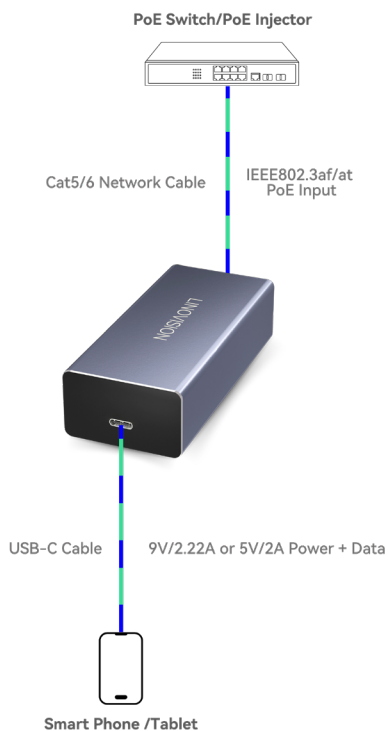 PoE Switch/PoE Injector
Cat5/6 Network Cable
IEEE802.3af/at
PoE Input
LINOVISION
USB-C Cable
9V/2.22A or 5V/2A Power + Data
Smart Phone /Tablet